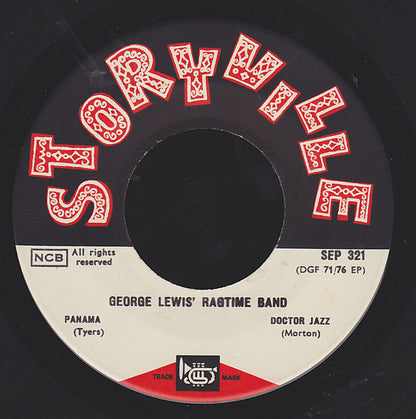 STORYVILLE
NCB All rights reserved
SEP 321
(DGF 71/76 EP)
GEORGE LEWIS' RAGTIME BAND
PANAMA
(Tyers)
DOCTOR JAZZ
(Morton)
TRADE MARK